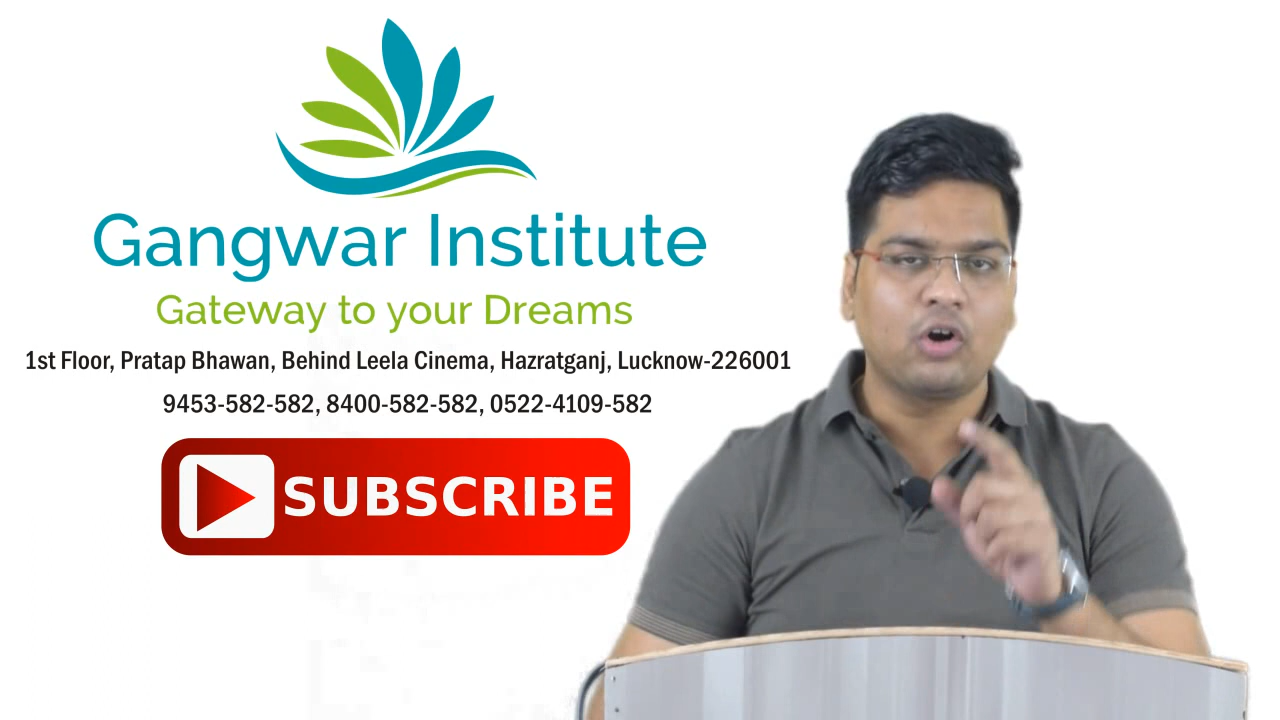 Gangwar Institute
Gateway to your Dreams
1st Floor, Pratap Bhawan, Behind Leela Cinema, Hazratganj, Lucknow-226001
9453-582-582, 8400-582-582, 0522-4109-582
SUBSCRIBE